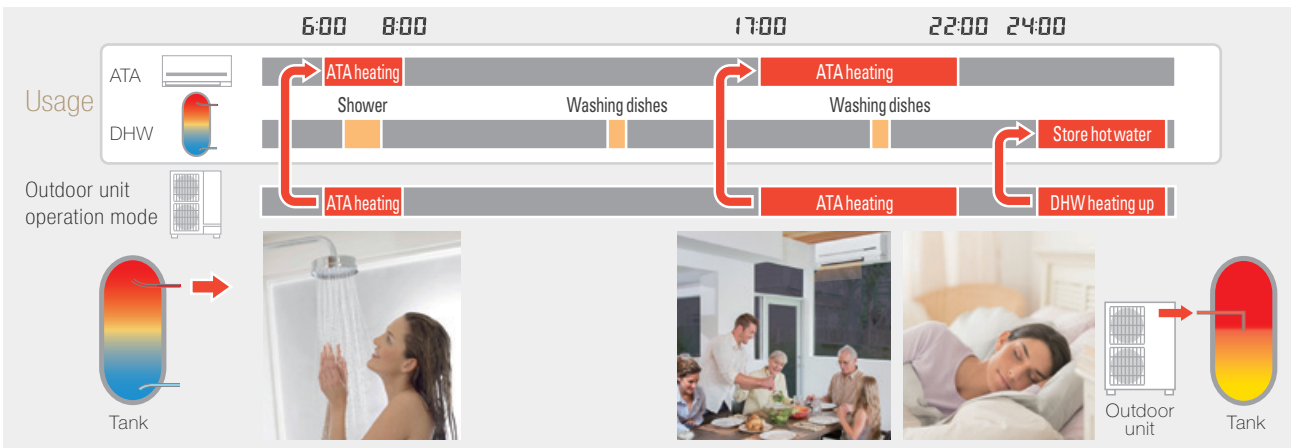 6:00 8:00 17:00 22:00 24:00
Usage
ATA
ATA heating ATA heating
Shower Washing dishes Washing dishes
DHW
Store hot water
Outdoor unit
operation mode
ATA heating ATA heating DHW heating up
Tank
Outdoor
unit
Tank